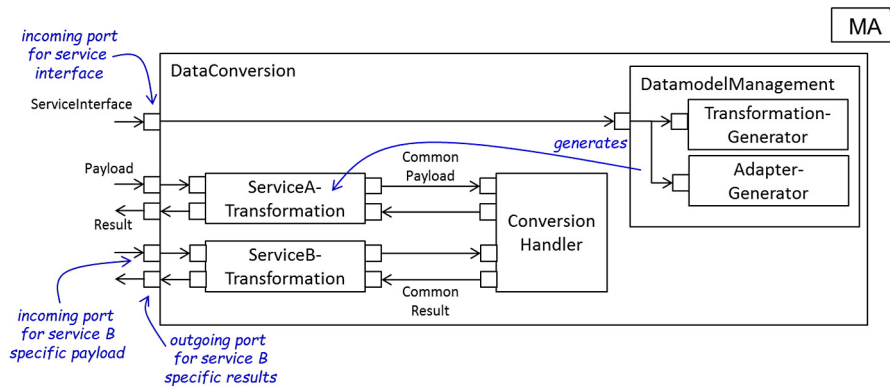 MA
incoming port
for service
interface
DataConversion
DatamodelManagement
ServiceInterface
Transformation-
Generator
generates
Adapter-
Generator
Payload
Common
Payload
ServiceA-
Transformation
Result
Conversion
Handler
ServiceB-
Transformation
Common
Result
incoming port
for service B
specific payload
outgoing port
for service B
specific results